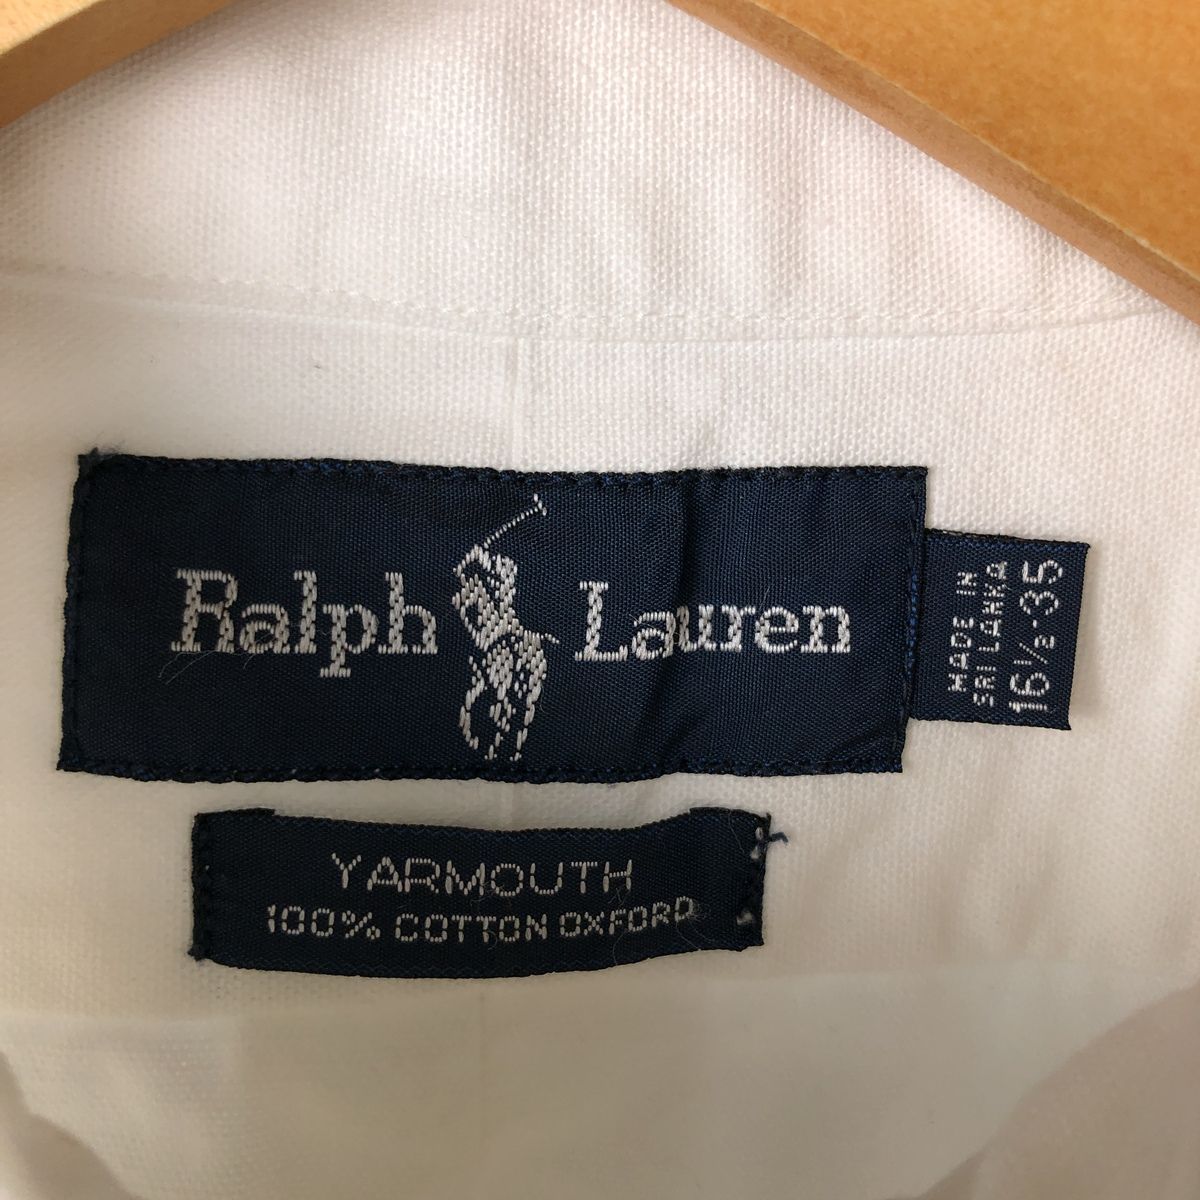 Ralph Lauren
MADE IN
SRI LANKA
16½-35
YARMOUTH
100% COTTON OXFORD